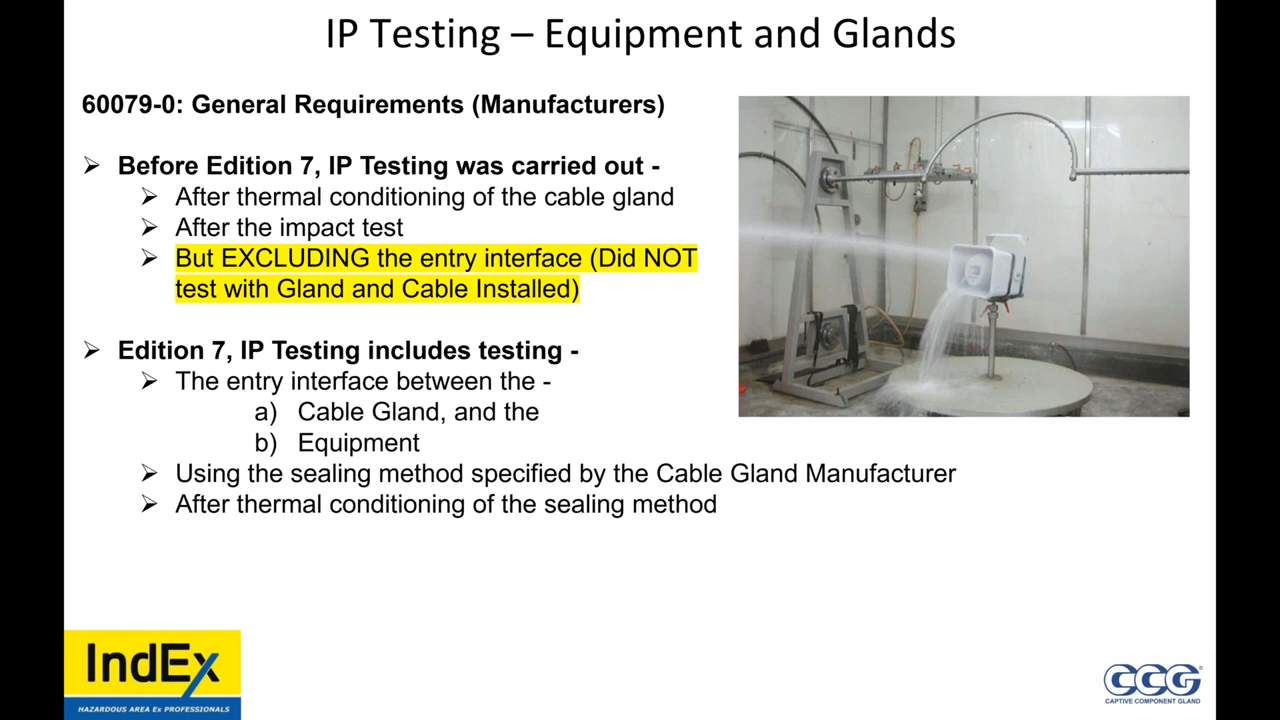 IP Testing – Equipment and Glands
60079-0: General Requirements (Manufacturers)
➢ Before Edition 7, IP Testing was carried out -
➢ After thermal conditioning of the cable gland
➢ After the impact test
➢ But EXCLUDING the entry interface (Did NOT
test with Gland and Cable Installed)
➢ Edition 7, IP Testing includes testing -
➢ The entry interface between the -
a) Cable Gland, and the
b) Equipment
➢ Using the sealing method specified by the Cable Gland Manufacturer
➢ After thermal conditioning of the sealing method
IndEx
HAZARDOUS AREA Ex PROFESSIONALS
CCG®
CAPTIVE COMPONENT GLAND